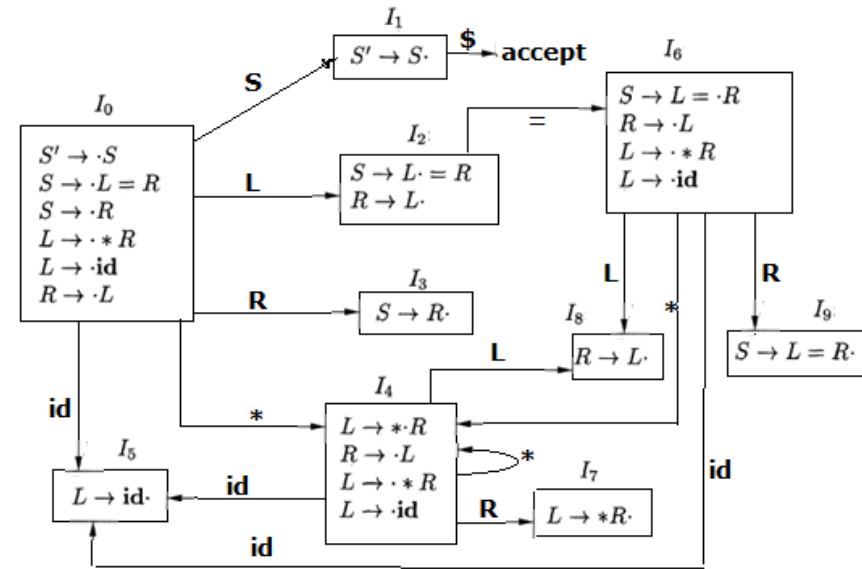 I₁
S' → S·
$
accept
S
I₀
S' → ·S
S → ·L = R
S → ·R
L → · * R
L → ·id
R → ·L
L
I₂
S → L· = R
R → L·
=
I₆
S → L = ·R
R → ·L
L → · * R
L → ·id
R
I₃
S → R·
L
*
R
I₈
R → L·
I₉
S → L = R·
id
*
L
I₄
L → *·R
R → ·L
L → · * R
L → ·id
*
id
I₅
L → id·
id
R
I₇
L → *R·
id